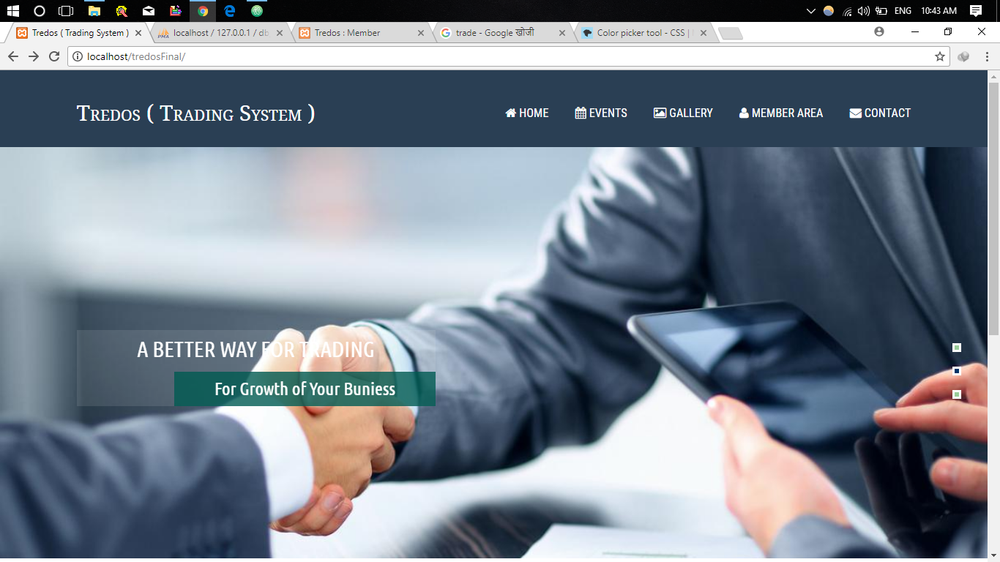 ENG 10:43 AM
Tredos ( Trading System )
PMA
localhost / 127.0.0.1 / db
Tredos : Member
trade - Google खोजी
Color picker tool - CSS |
localhost/tredosFinal/
Tredos ( Trading System )
HOME
EVENTS
GALLERY
MEMBER AREA
CONTACT
A BETTER WAY FOR TRADING
For Growth of Your Buniess